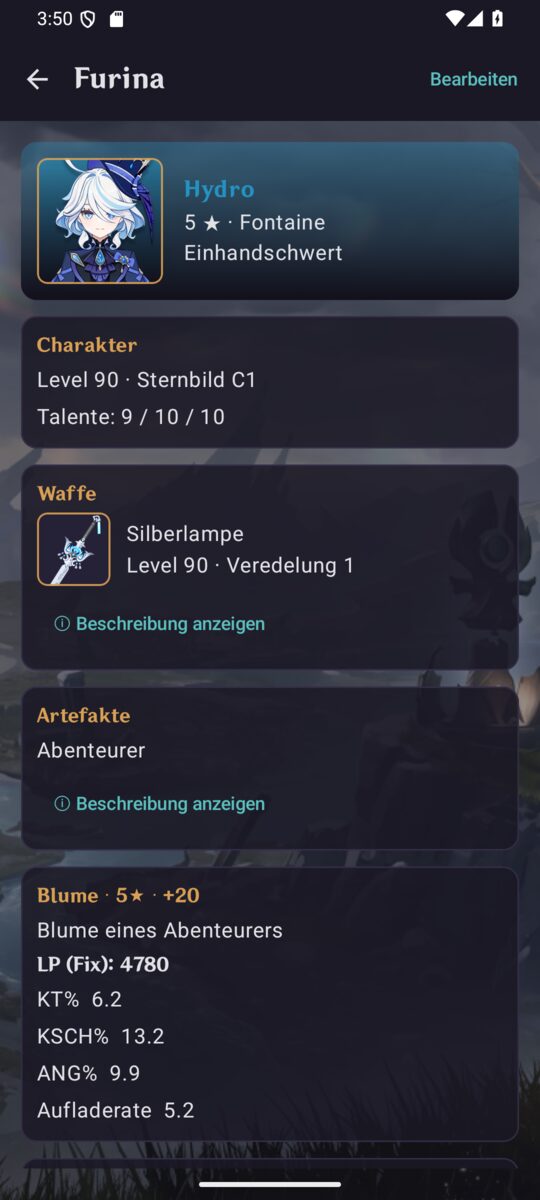 3:50
Furina
Bearbeiten
Hydro
5 ★ · Fontaine
Einhandschwert
Charakter
Level 90 · Sternbild C1
Talente: 9 / 10 / 10
Waffe
Silberlampe
Level 90 · Veredelung 1
ⓘ Beschreibung anzeigen
Artefakte
Abenteurer
ⓘ Beschreibung anzeigen
Blume · 5★ · +20
Blume eines Abenteurers
LP (Fix): 4780
KT% 6.2
KSCH% 13.2
ANG% 9.9
Aufladerate 5.2